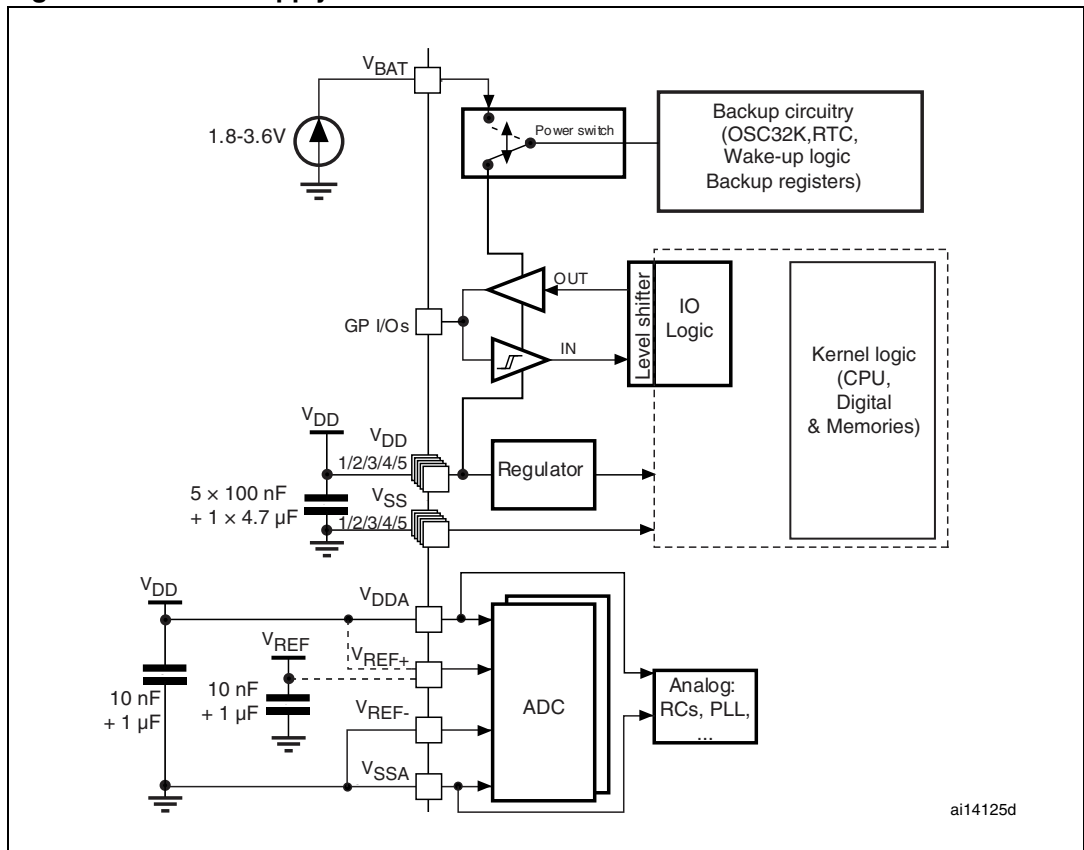 VBAT
1.8-3.6V
Power switch
Backup circuitry
(OSC32K,RTC,
Wake-up logic
Backup registers)
OUT
GP I/Os
IN
Level shifter
IO
Logic
Kernel logic
(CPU,
Digital
& Memories)
VDD
VDD
1/2/3/4/5
Regulator
5 × 100 nF
+ 1 × 4.7 µF
VSS
1/2/3/4/5
VDD
VDDA
VREF
VREF+
10 nF
+ 1 µF
10 nF
+ 1 µF
VREF-
VSSA
ADC
Analog:
RCs, PLL,
...
ai14125d